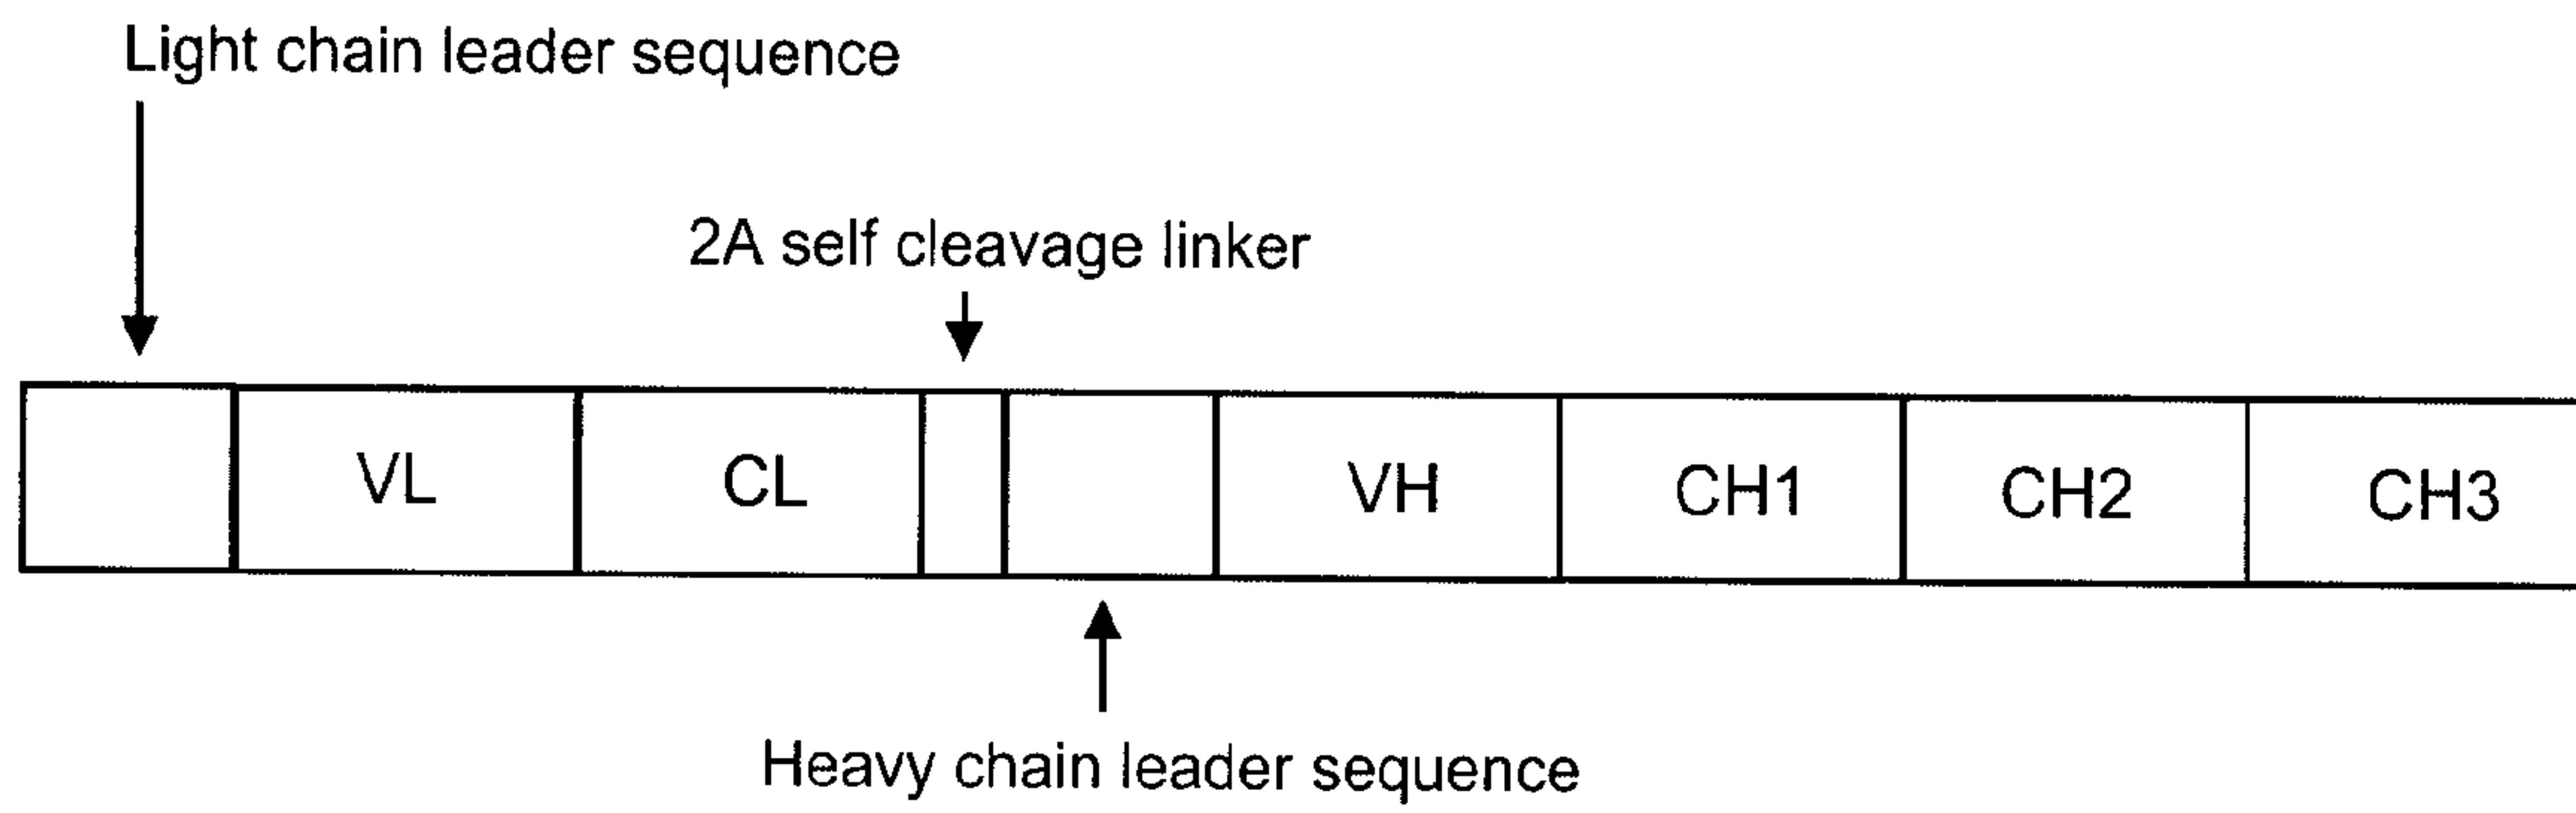 Light chain leader sequence
2A self cleavage linker
VL CL VH CH1 CH2 CH3
Heavy chain leader sequence